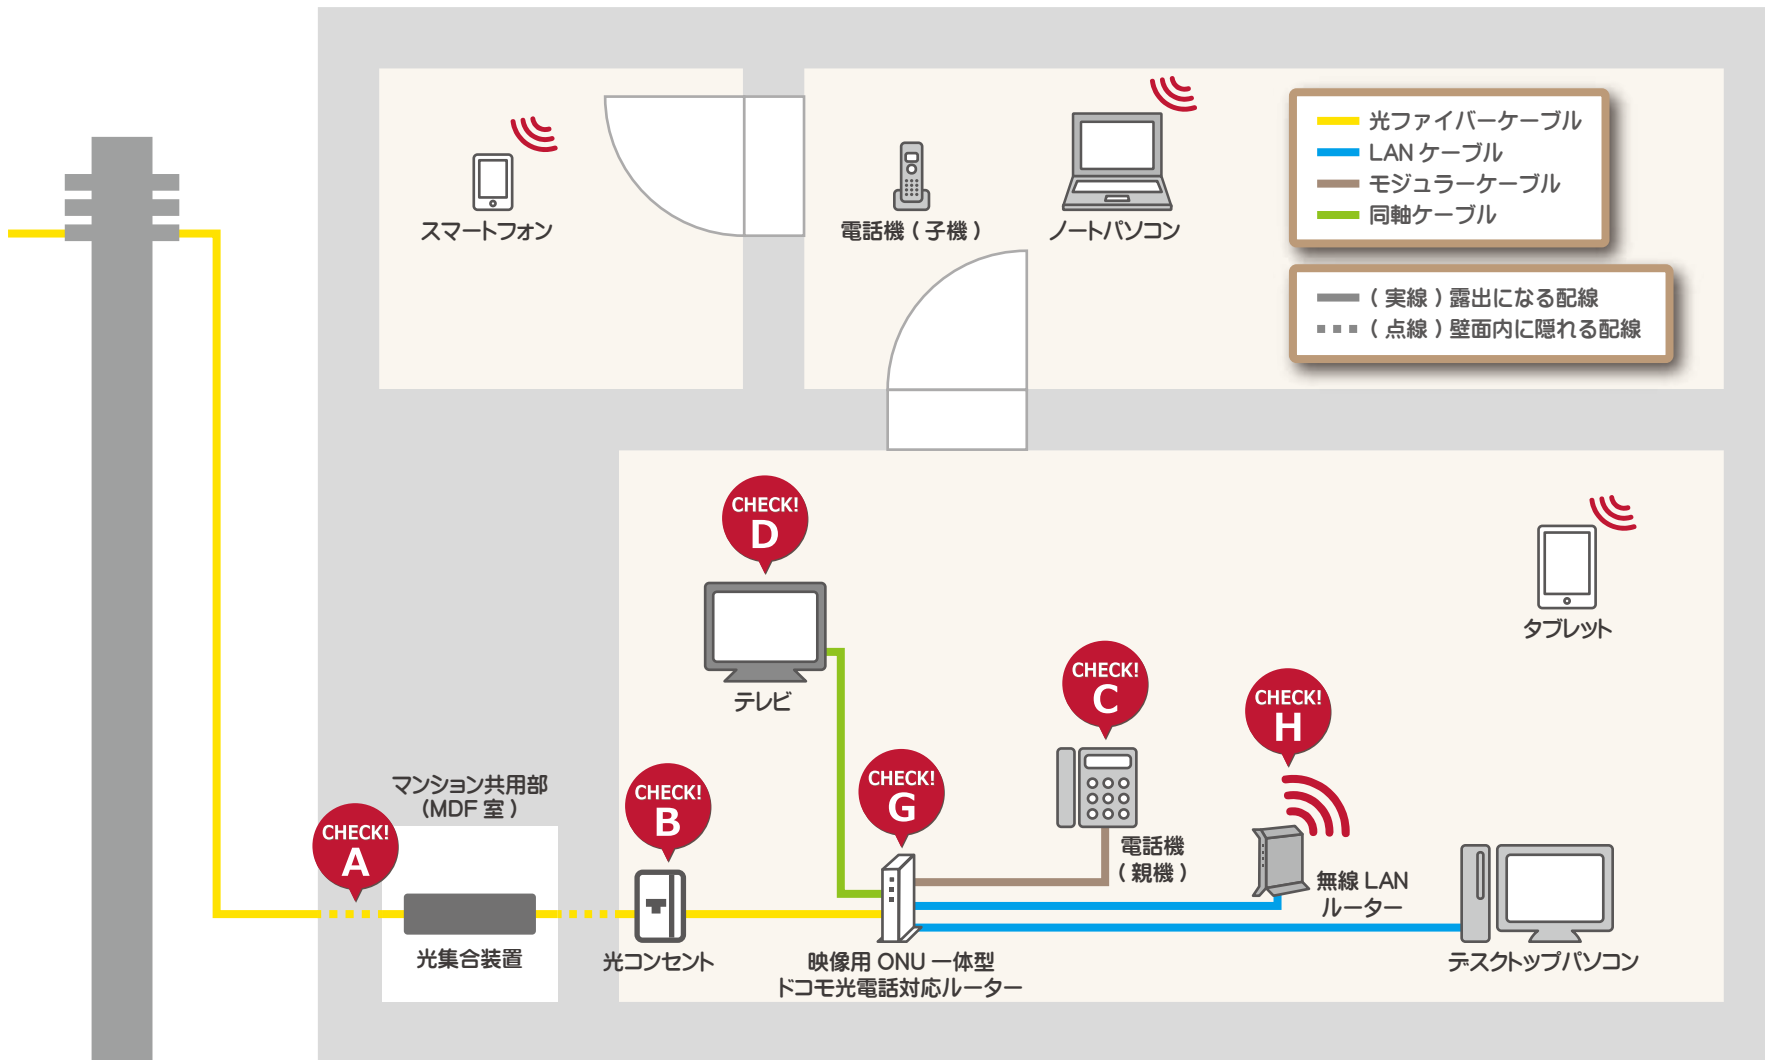 スマートフォン
電話機 ( 子機 )
ノートパソコン
光ファイバーケーブル
LAN ケーブル
モジュラーケーブル
同軸ケーブル
( 実線 ) 露出になる配線
( 点線 ) 壁面内に隠れる配線
CHECK!
D
テレビ
タブレット
CHECK!
C
電話機
( 親機 )
CHECK!
H
無線 LAN
ルーター
マンション共用部
(MDF 室 )
CHECK!
A
光集合装置
CHECK!
B
光コンセント
CHECK!
G
映像用 ONU 一体型
ドコモ光電話対応ルーター
デスクトップパソコン